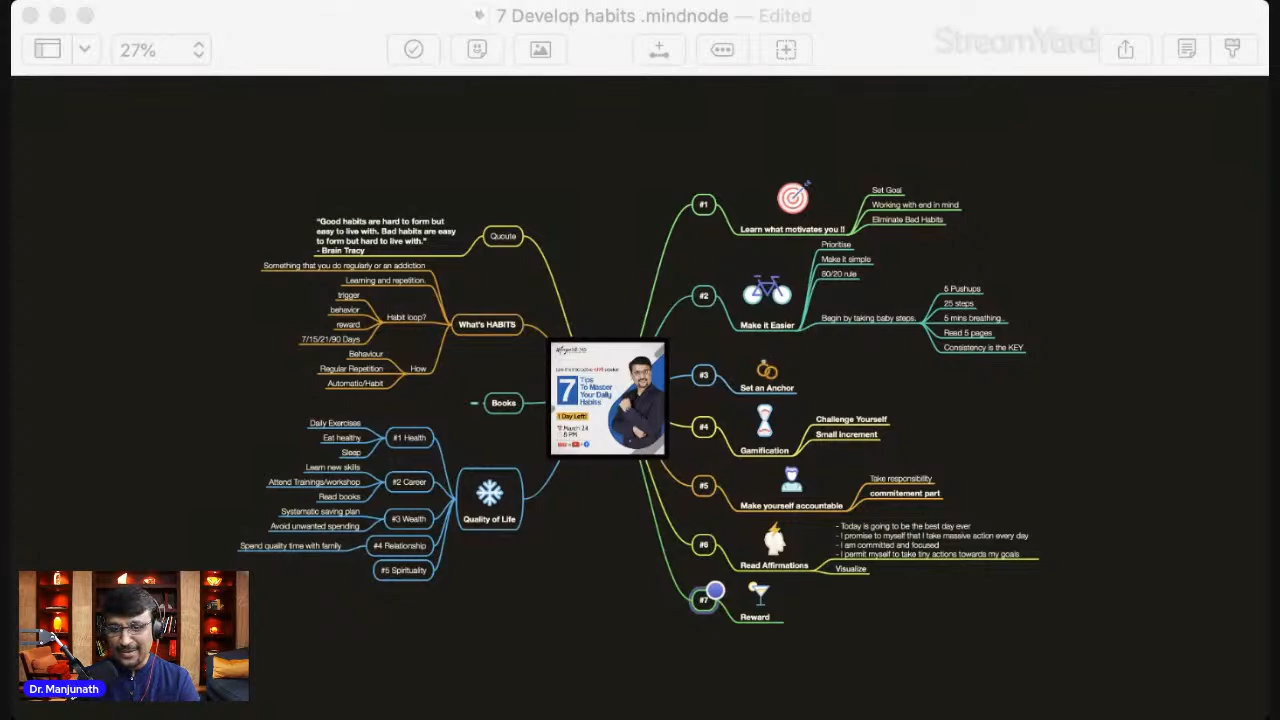 7 Develop habits .mindnode — Edited
27%
StreamYard
"Good habits are hard to form but
easy to live with. Bad habits are easy
to form but hard to live with."
- Brain Tracy
Quoute
Something that you do regularly or an addiction
Learning and repetition.
trigger
behavior
reward
7/15/21/90 Days
Habit loop?
What's HABITS
Behaviour
Regular Repetition
Automatic/Habit
How
Books
Daily Exercises
Eat healthy
Sleep
#1 Health
Learn new skills
Attend Trainings/workshop
Read books
#2 Career
Systematic saving plan
Avoid unwanted spending
#3 Wealth
Spend quality time with family
#4 Relationship
#5 Spirituality
Quality of Life
7
Tips
To Master
Your Daily
Habits
1 Day Left!
March 24
8 PM
#1
Learn what motivates you !!
Set Goal
Working with end in mind
Eliminate Bad Habits
#2
Make it Easier
Prioritise
Make it simple
80/20 rule
Begin by taking baby steps.
5 Pushups
25 steps
5 mins breathing..
Read 5 pages
Consistency is the KEY
#3
Set an Anchor
#4
Gamification
Challenge Yourself
Small increment
#5
Make yourself accountable
Take responsibility
commitement part
#6
Read Affirmations
- Today is going to be the best day ever
- I promise to myself that I take massive action every day
- I am committed and focused
- I permit myself to take tiny actions towards my goals
Visualize
#7
Reward
Dr. Manjunath